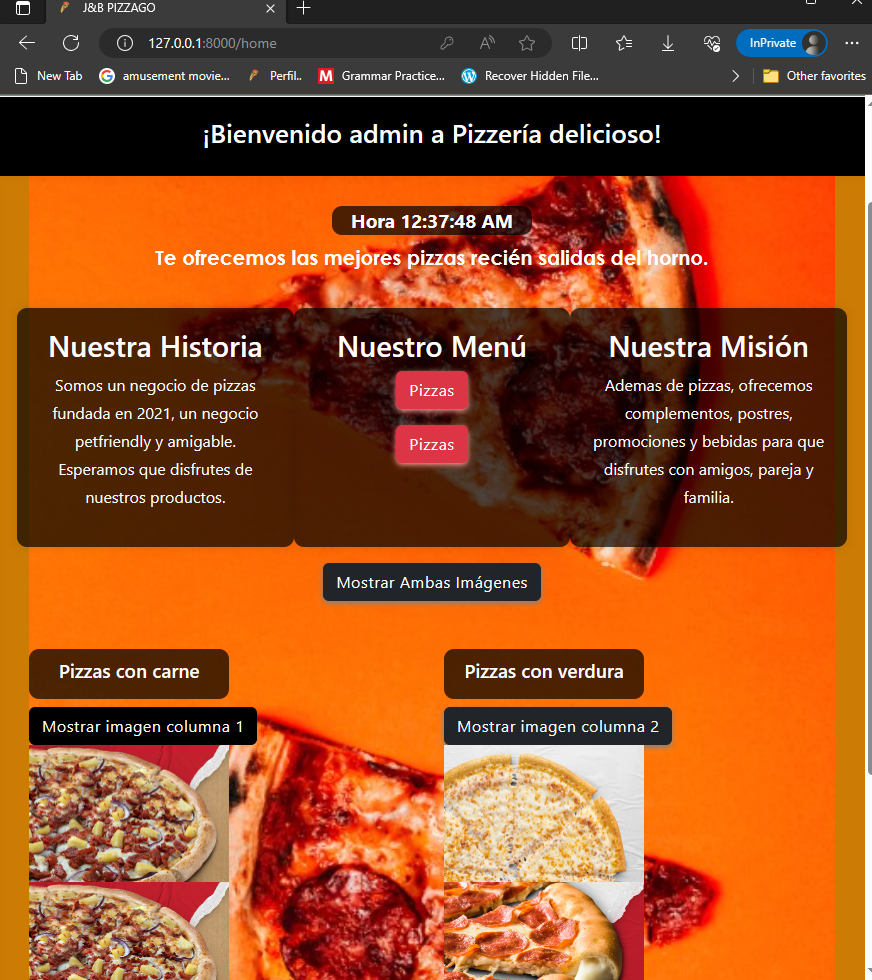 J&B PIZZAGO
127.0.0.1:8000/home
InPrivate
New Tab
amusement movie...
Perfil..
Grammar Practice...
Recover Hidden File...
Other favorites
¡Bienvenido admin a Pizzería delicioso!
Hora 12:37:48 AM
Te ofrecemos las mejores pizzas recién salidas del horno.
Nuestra Historia
Somos un negocio de pizzas
fundada en 2021, un negocio
petfriendly y amigable.
Esperamos que disfrutes de
nuestros productos.
Nuestro Menú
Pizzas
Pizzas
Nuestra Misión
Ademas de pizzas, ofrecemos
complementos, postres,
promociones y bebidas para que
disfrutes con amigos, pareja y
familia.
Mostrar Ambas Imágenes
Pizzas con carne
Mostrar imagen columna 1
Pizzas con verdura
Mostrar imagen columna 2